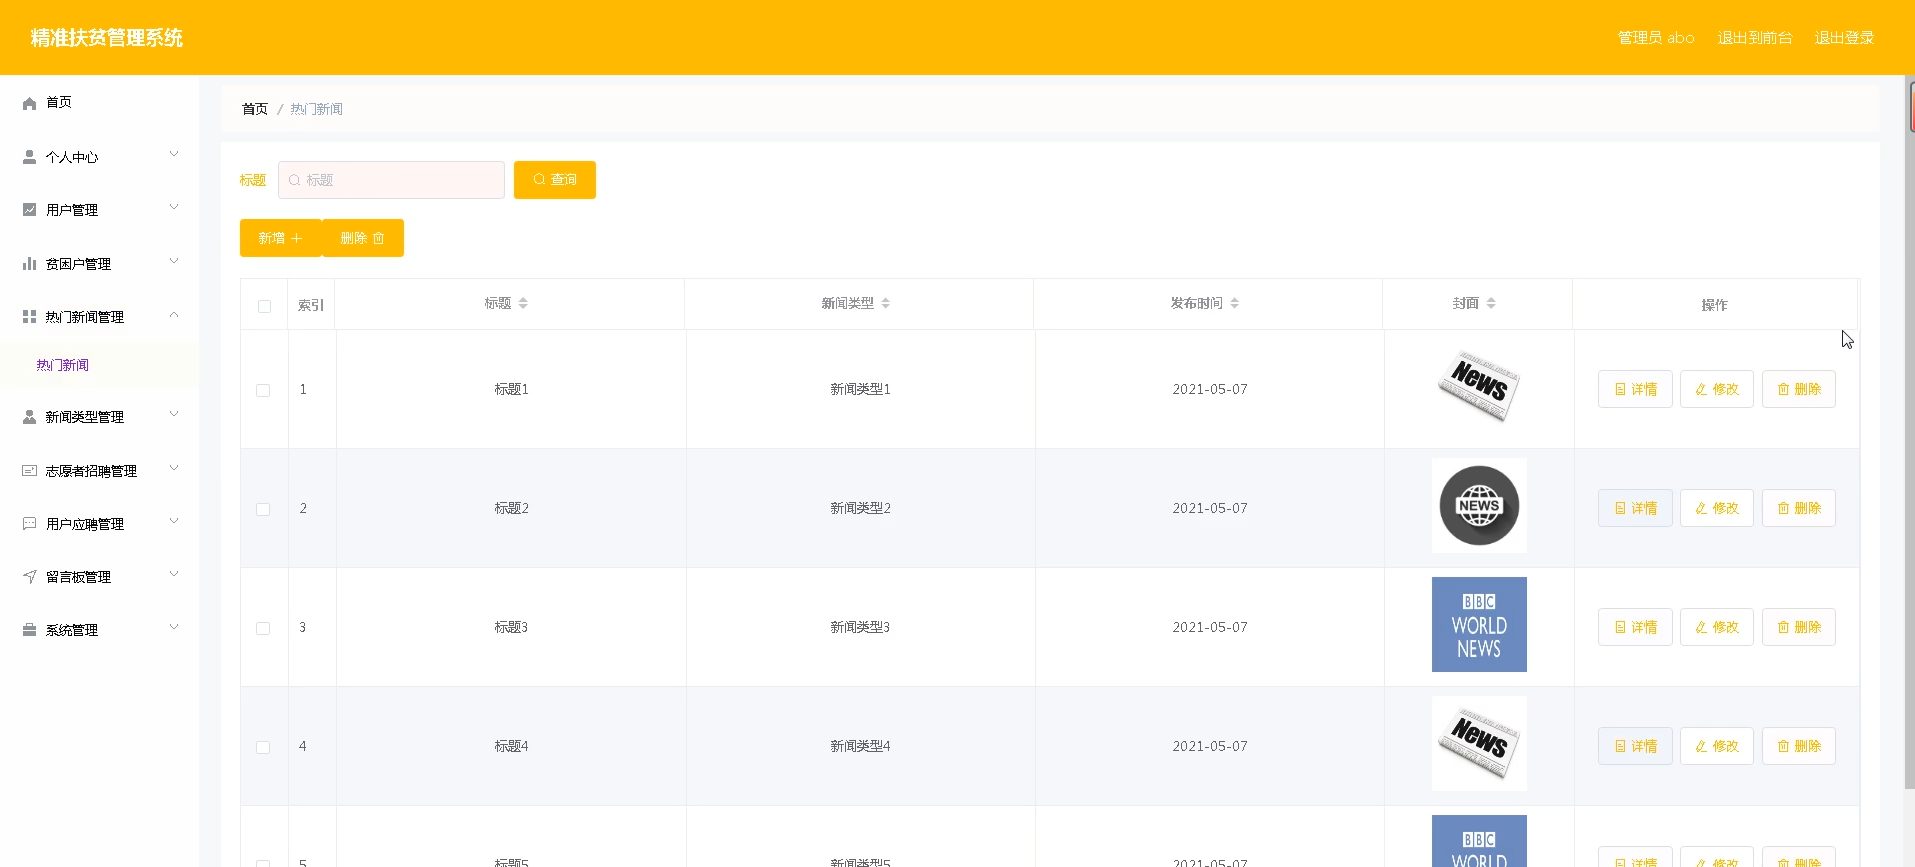 精准扶贫管理系统
管理员 abo 退出到前台 退出登录
首页
个人中心
用户管理
贫困户管理
热门新闻管理
热门新闻
新闻类型管理
志愿者招聘管理
用户应聘管理
留言板管理
系统管理
首页 / 热门新闻
标题 标题 查询
新增 删除
索引 标题 新闻类型 发布时间 封面 操作
1 标题1 新闻类型1 2021-05-07 News 详情 修改 删除
2 标题2 新闻类型2 2021-05-07 NEWS 详情 修改 删除
3 标题3 新闻类型3 2021-05-07 BBC WORLD NEWS 详情 修改 删除
4 标题4 新闻类型4 2021-05-07 News 详情 修改 删除
5 标题5 新闻类型5 2021-05-07 BBC WORLD 详情 修改 删除